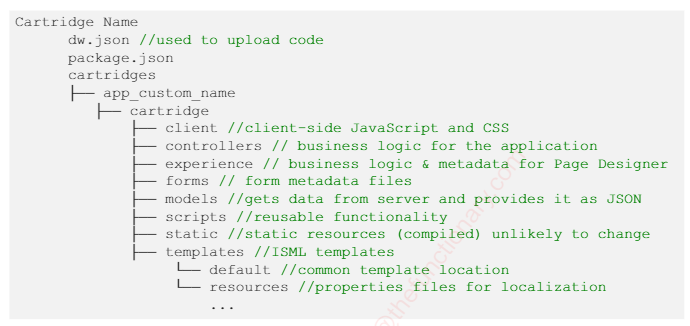 Cartridge Name
dw.json //used to upload code
package.json
cartridges
├── app_custom_name
├── cartridge
├── client //client-side JavaScript and CSS
├── controllers // business logic for the application
├── experience // business logic & metadata for Page Designer
├── forms // form metadata files
├── models //gets data from server and provides it as JSON
├── scripts //reusable functionality
├── static //static resources (compiled) unlikely to change
├── templates //ISML templates
└── default //common template location
└── resources //properties files for localization
...
@thefunctionary.com